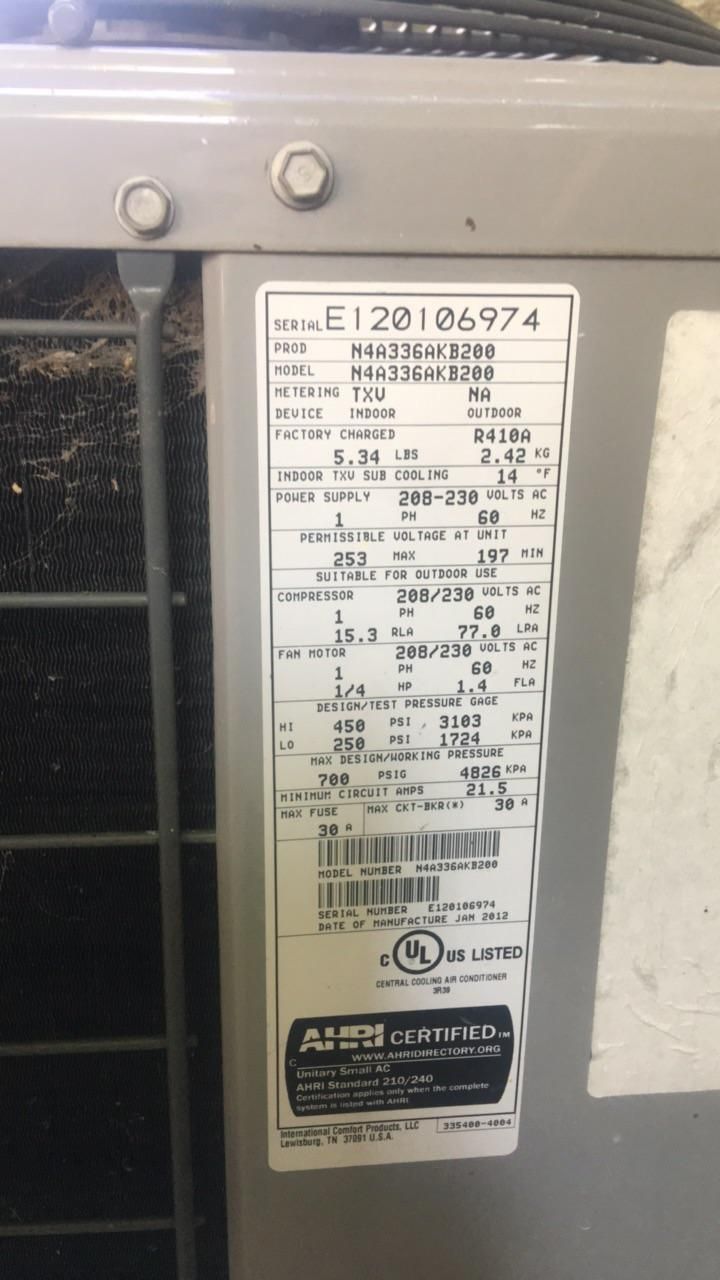 SERIAL E120106974
PROD N4A336AKB200
MODEL N4A336AKB200
METERING TXV NA
DEVICE INDOOR OUTDOOR
FACTORY CHARGED R410A
5.34 LBS 2.42 KG
INDOOR TXV SUB COOLING 14 °F
POWER SUPPLY 208-230 VOLTS AC
1 PH 60 HZ
PERMISSIBLE VOLTAGE AT UNIT
253 MAX 197 MIN
SUITABLE FOR OUTDOOR USE
COMPRESSOR 208/230 VOLTS AC
1 PH 60 HZ
15.3 RLA 77.0 LRA
FAN MOTOR 208/230 VOLTS AC
1 PH 60 HZ
1/4 HP 1.4 FLA
DESIGN/TEST PRESSURE GAGE
HI 450 PSI 3103 KPA
LO 250 PSI 1724 KPA
MAX DESIGN/WORKING PRESSURE
700 PSIG 4826 KPA
MINIMUM CIRCUIT AMPS 21.5
MAX FUSE MAX CKT-BKR(*) 30 A
30 A
MODEL NUMBER N4A336AKB200
SERIAL NUMBER E120106974
DATE OF MANUFACTURE JAN 2012
C UL US LISTED
CENTRAL COOLING AIR CONDITIONER
3R39
AHRI CERTIFIED TM
C WWW.AHRIDIRECTORY.ORG
Unitary Small AC
AHRI Standard 210/240
Certification applies only when the complete
system is listed with AHRI
International Comfort Products, LLC 335400-4004
Lewisburg, TN 37091 U.S.A.